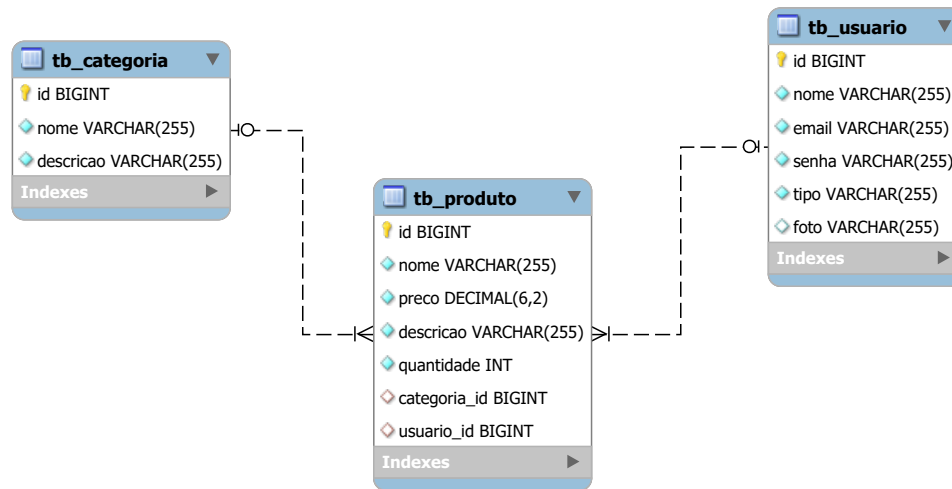 tb_categoria
id BIGINT
nome VARCHAR(255)
descricao VARCHAR(255)
Indexes
tb_produto
id BIGINT
nome VARCHAR(255)
preco DECIMAL(6,2)
descricao VARCHAR(255)
quantidade INT
categoria_id BIGINT
usuario_id BIGINT
Indexes
tb_usuario
id BIGINT
nome VARCHAR(255)
email VARCHAR(255)
senha VARCHAR(255)
tipo VARCHAR(255)
foto VARCHAR(255)
Indexes